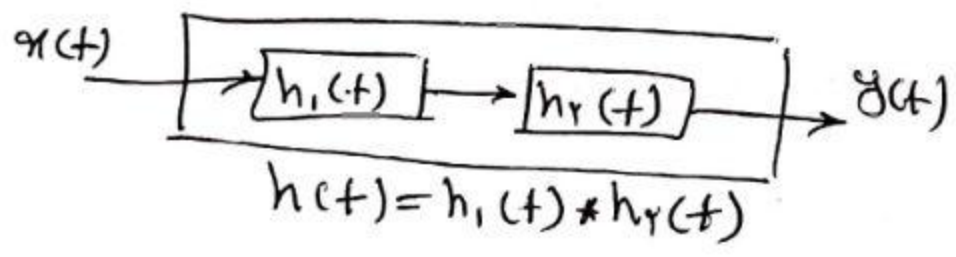 x(t)
h₁(t)
h₂(t)
y(t)
h(t) = h₁(t) * h₂(t)